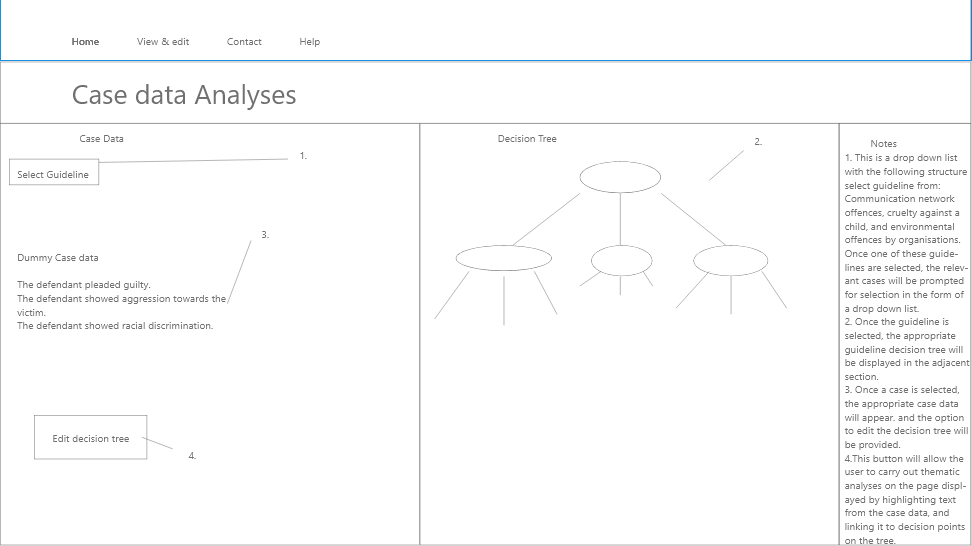 Home View & edit Contact Help
Case data Analyses
Case Data
1.
Select Guideline
3.
Dummy Case data
The defendant pleaded guilty.
The defendant showed aggression towards the
victim.
The defendant showed racial discrimination.
Edit decision tree
4.
Decision Tree
2.
Notes
1. This is a drop down list
with the following structure
select guideline from:
Communication network
offences, cruelty against a
child, and environmental
offences by organisations.
Once one of these guide-
lines are selected, the relev-
ant cases will be prompted
for selection in the form of
a drop down list.
2. Once the guideline is
selected, the appropriate
guideline decision tree will
be displayed in the adjacent
section.
3. Once a case is selected,
the appropriate case data
will appear. and the option
to edit the decision tree will
be provided.
4.This button will allow the
user to carry out thematic
analyses on the page displ-
ayed by highlighting text
from the case data, and
linking it to decision points
on the tree.